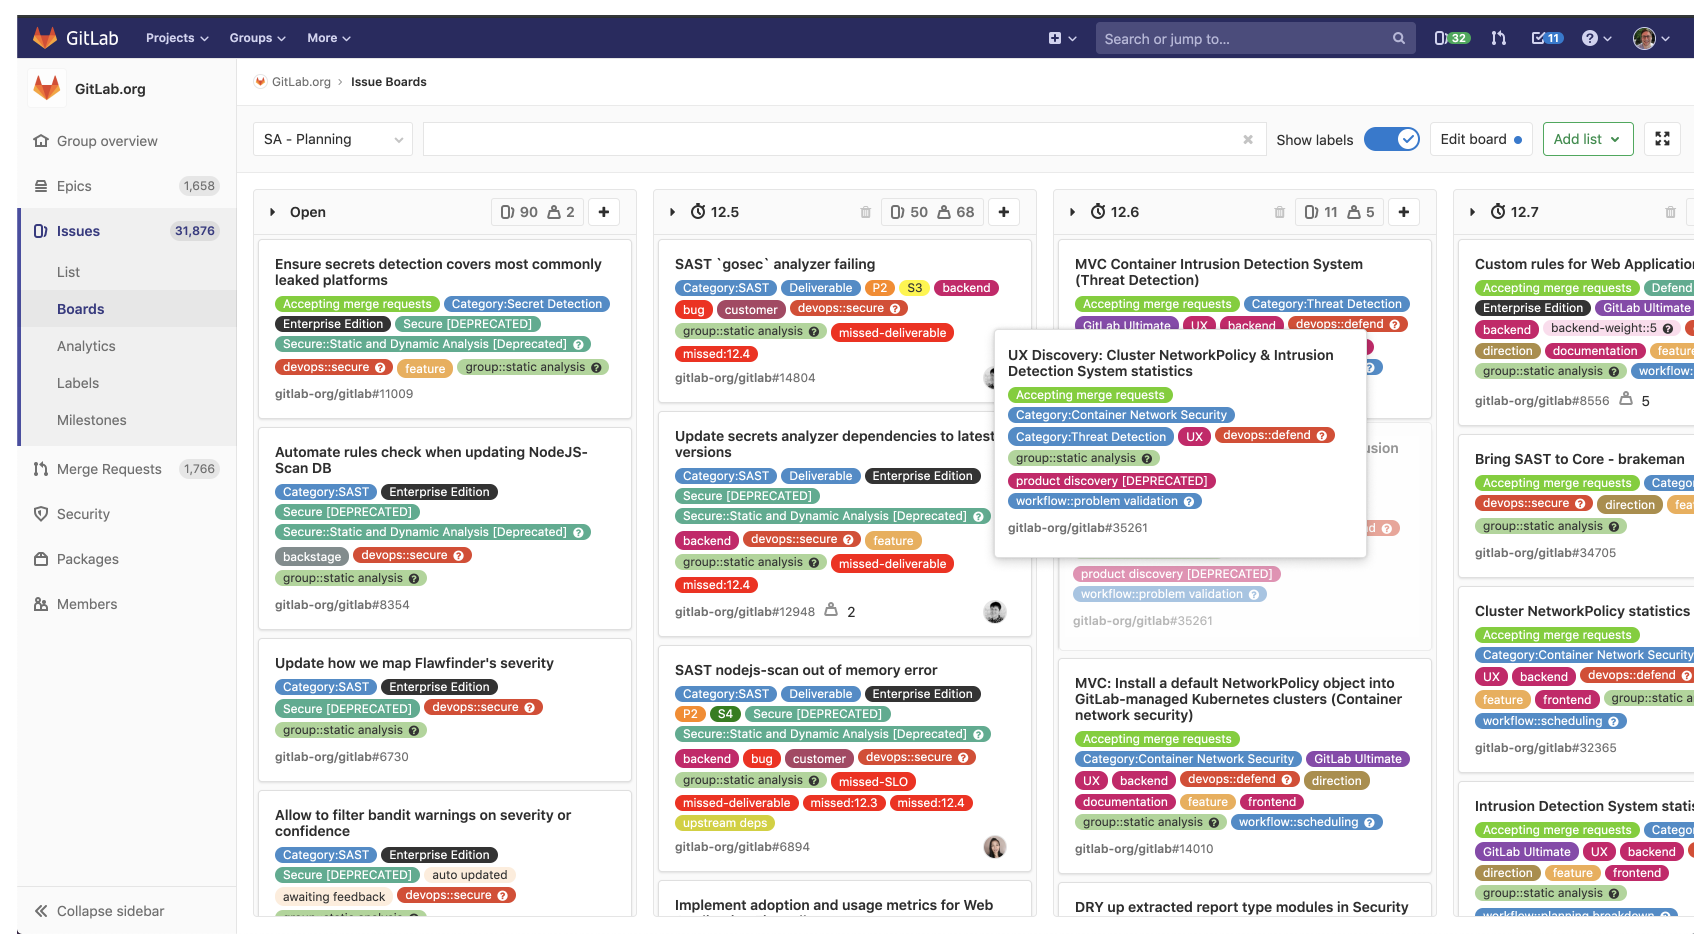 GitLab Projects Groups More Search or jump to... 32 11
GitLab.org
Group overview
Epics 1,658
Issues 31,876
List
Boards
Analytics
Labels
Milestones
Merge Requests 1,766
Security
Packages
Members
Collapse sidebar
GitLab.org › Issue Boards
SA - Planning Show labels Edit board Add list
Open 90 2
Ensure secrets detection covers most commonly
leaked platforms
Accepting merge requests Category:Secret Detection
Enterprise Edition Secure [DEPRECATED]
Secure::Static and Dynamic Analysis [Deprecated]
devops::secure feature group::static analysis
gitlab-org/gitlab#11009
Automate rules check when updating NodeJS-
Scan DB
Category:SAST Enterprise Edition
Secure [DEPRECATED]
Secure::Static and Dynamic Analysis [Deprecated]
backstage devops::secure
group::static analysis
gitlab-org/gitlab#8354
Update how we map Flawfinder's severity
Category:SAST Enterprise Edition
Secure [DEPRECATED] devops::secure
group::static analysis
gitlab-org/gitlab#6730
Allow to filter bandit warnings on severity or
confidence
Category:SAST Enterprise Edition
Secure [DEPRECATED] auto updated
awaiting feedback devops::secure
group::static analysis
12.5 50 68
SAST `gosec` analyzer failing
Category:SAST Deliverable P2 S3 backend
bug customer devops::secure
group::static analysis missed-deliverable
missed:12.4
gitlab-org/gitlab#14804
Update secrets analyzer dependencies to latest
versions
Category:SAST Deliverable Enterprise Edition
Secure [DEPRECATED]
Secure::Static and Dynamic Analysis [Deprecated]
backend devops::secure feature
group::static analysis missed-deliverable
missed:12.4
gitlab-org/gitlab#12948 2
SAST nodejs-scan out of memory error
Category:SAST Deliverable Enterprise Edition
P2 S4 Secure [DEPRECATED]
Secure::Static and Dynamic Analysis [Deprecated]
backend bug customer devops::secure
group::static analysis missed-SLO
missed-deliverable missed:12.3 missed:12.4
upstream deps
gitlab-org/gitlab#6894
Implement adoption and usage metrics for Web
12.6 11 5
MVC Container Intrusion Detection System
(Threat Detection)
Accepting merge requests Category:Threat Detection
GitLab Ultimate UX backend devops::defend
UX Discovery: Cluster NetworkPolicy & Intrusion
Detection System statistics
Accepting merge requests
Category:Container Network Security
Category:Threat Detection UX devops::defend
group::static analysis
product discovery [DEPRECATED]
workflow::problem validation
gitlab-org/gitlab#35261
product discovery [DEPRECATED]
workflow::problem validation
gitlab-org/gitlab#35261
MVC: Install a default NetworkPolicy object into
GitLab-managed Kubernetes clusters (Container
network security)
Accepting merge requests
Category:Container Network Security GitLab Ultimate
UX backend devops::defend direction
documentation feature frontend
group::static analysis workflow::scheduling
gitlab-org/gitlab#14010
DRY up extracted report type modules in Security
12.7
Custom rules for Web Application
Accepting merge requests Defend
Enterprise Edition GitLab Ultimate
backend backend-weight::5
direction documentation feature
group::static analysis workflow::
gitlab-org/gitlab#8556 5
Bring SAST to Core - brakeman
Accepting merge requests Catego
devops::secure direction fea
group::static analysis
gitlab-org/gitlab#34705
Cluster NetworkPolicy statistics
Accepting merge requests
Category:Container Network Security
UX backend devops::defend
feature frontend group::static a
workflow::scheduling
gitlab-org/gitlab#32365
Intrusion Detection System statis
Accepting merge requests Catego
GitLab Ultimate UX backend
direction feature frontend
group::static analysis
workflow::planning breakdown